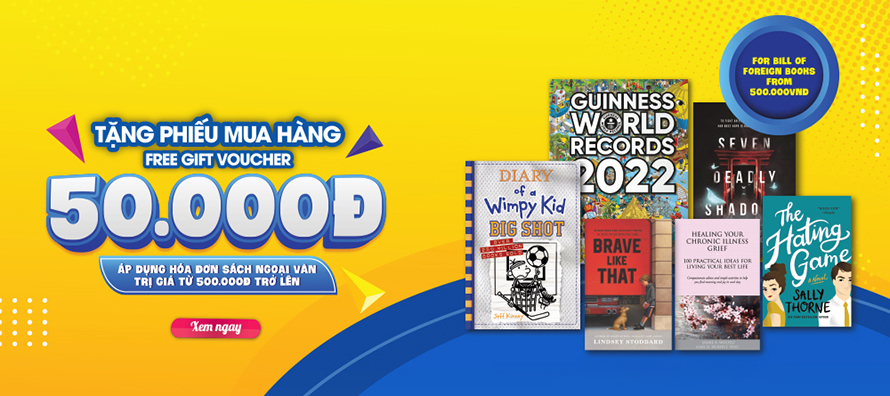 TẶNG PHIẾU MUA HÀNG
FREE GIFT VOUCHER
50.000Đ
ÁP DỤNG HÓA ĐƠN SÁCH NGOẠI VĂN
TRỊ GIÁ TỪ 500.000Đ TRỞ LÊN
Xem ngay
FOR BILL OF
FOREIGN BOOKS
FROM
500.000VND
GUINNESS
WORLD
RECORDS
2022
SEVEN
DEADLY
SHADOW
DIARY
of a
Wimpy Kid
BIG SHOT
Jeff Kinney
BRAVE
LIKE
THAT
LINDSEY STODDARD
HEALING YOUR
CHRONIC ILLNESS
GRIEF
100 PRACTICAL IDEAS FOR
LIVING YOUR BEST LIFE
The
Hating
Game
a Novel
SALLY
THORNE